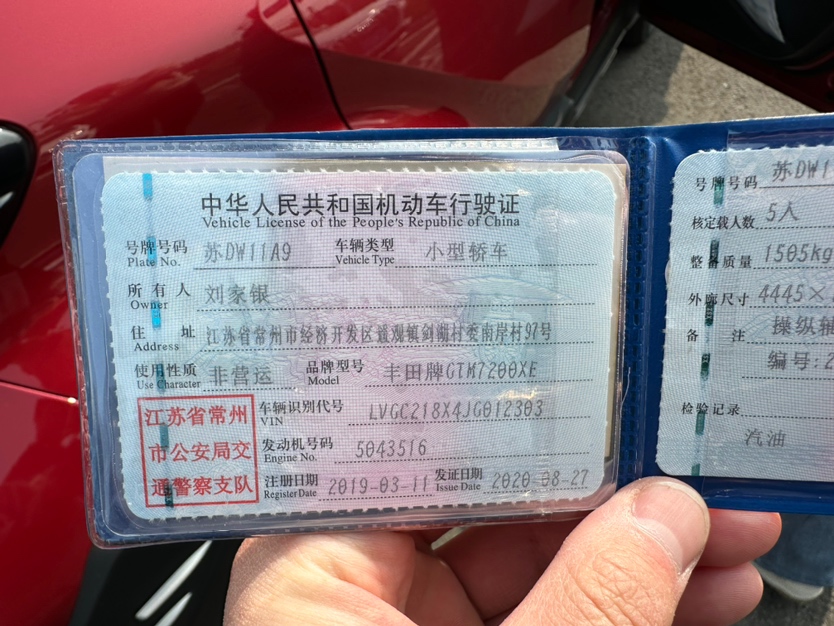 中华人民共和国机动车行驶证
Vehicle License of the People's Republic of China
号牌号码 Plate No. 苏DW11A9 车辆类型 Vehicle Type 小型轿车
所有人 Owner 刘家银
住址 Address 江苏省常州市经济开发区遥观镇剑湖村委南岸村97号
使用性质 Use Character 非营运 品牌型号 Model 丰田牌GTM7200XE
江苏省常州
市公安局交
通警察支队
车辆识别代号 VIN LVGC218X4JG012303
发动机号码 Engine No. 5043516
注册日期 Register Date 2019-03-11 发证日期 Issue Date 2020-08-27
号牌号码 苏DW1
核定载人数 5人
整备质量 1505kg
外廓尺寸 4445×
备注 操纵辅
编号:2
检验记录
汽油